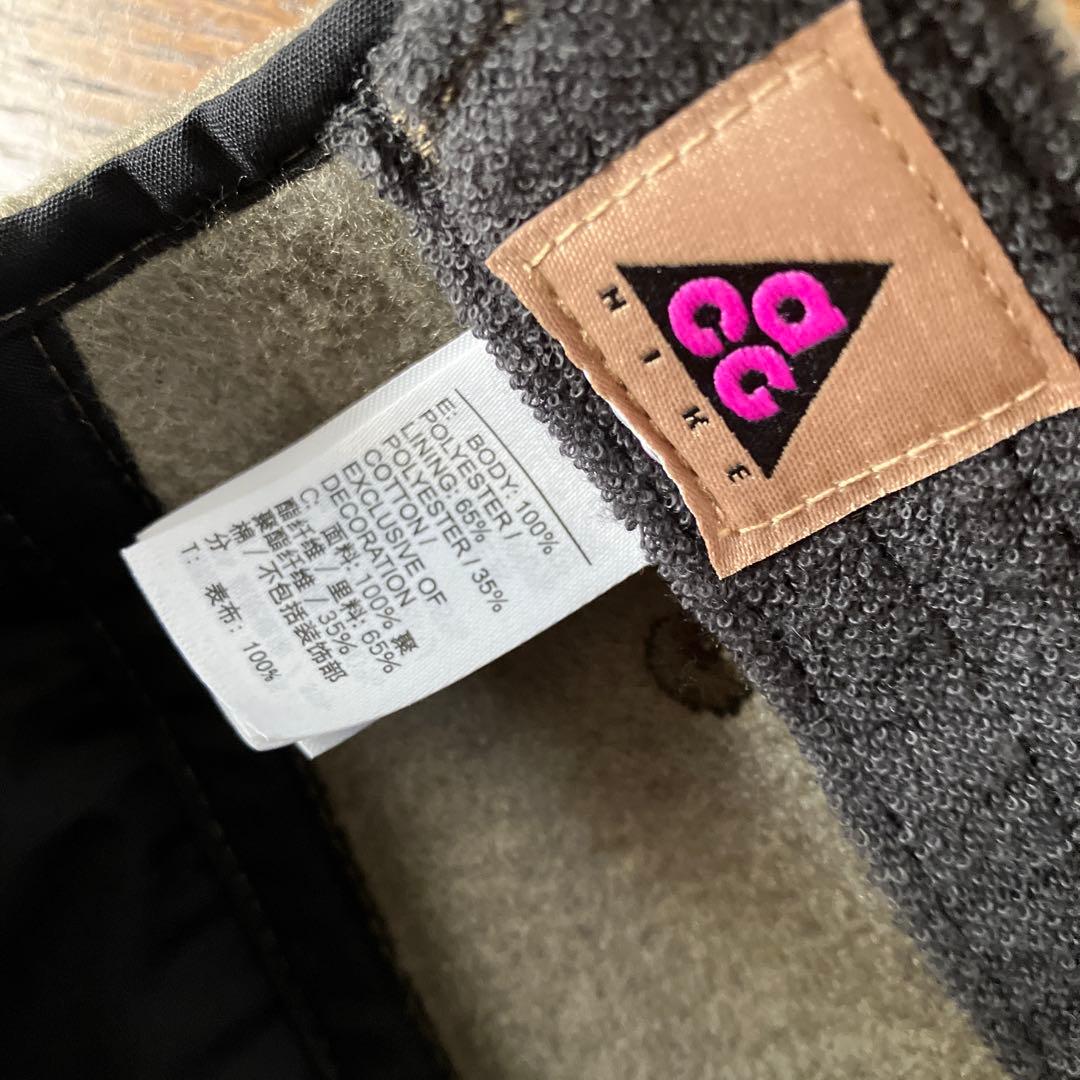 E: BODY: 100%
POLYESTER /
LINING: 65%
POLYESTER / 35%
COTTON /
EXCLUSIVE OF
DECORATION
C: 面料: 100% 聚
酯纤维 / 里料: 65%
聚酯纤维 / 35%
棉 / 不包括装饰部
分
T: 表布: 100%
NIKE
acg